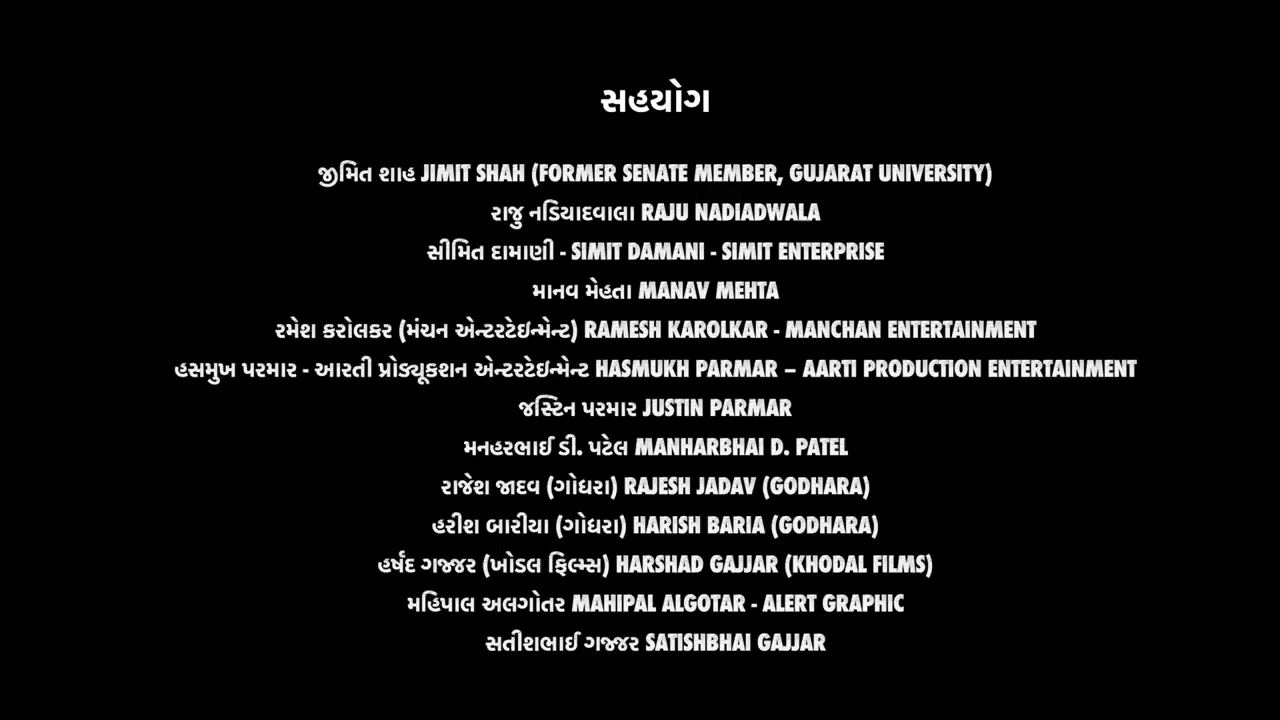 સહયોગ
જીમિત શાહ JIMIT SHAH (FORMER SENATE MEMBER, GUJARAT UNIVERSITY)
રાજુ નડિયાદવાલા RAJU NADIADWALA
સીમિત દામાણી - SIMIT DAMANI - SIMIT ENTERPRISE
માનવ મેહતા MANAV MEHTA
રમેશ કરોલકર (મંચન એન્ટરટેઇન્મેન્ટ) RAMESH KAROLKAR - MANCHAN ENTERTAINMENT
હસમુખ પરમાર - આરતી પ્રોડ્યૂકશન એન્ટરટેઇન્મેન્ટ HASMUKH PARMAR – AARTI PRODUCTION ENTERTAINMENT
જસ્ટિન પરમાર JUSTIN PARMAR
મનહરભાઈ ડી. પટેલ MANHARBHAI D. PATEL
રાજેશ જાદવ (ગોધરા) RAJESH JADAV (GODHARA)
હરીશ બારીયા (ગોધરા) HARISH BARIA (GODHARA)
હર્ષદ ગજ્જર (ખોડલ ફિલ્મ્સ) HARSHAD GAJJAR (KHODAL FILMS)
મહિપાલ અલગોતર MAHIPAL ALGOTAR - ALERT GRAPHIC
સતીશભાઈ ગજ્જર SATISHBHAI GAJJAR